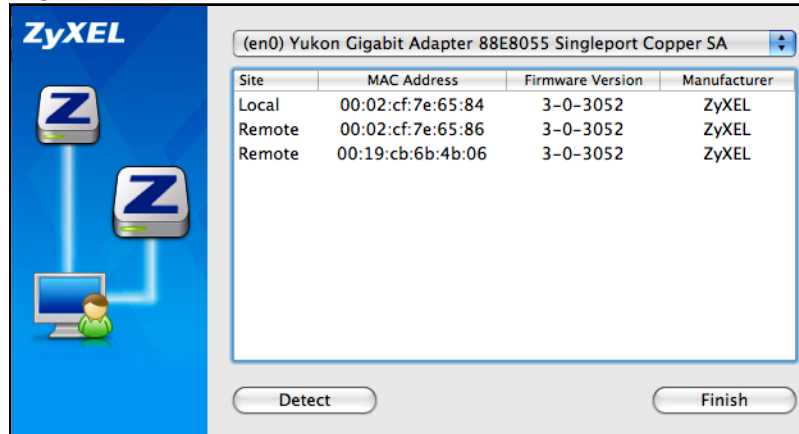 ZyXEL
(en0) Yukon Gigabit Adapter 88E8055 Singleport Copper SA
Site MAC Address Firmware Version Manufacturer
Local 00:02:cf:7e:65:84 3-0-3052 ZyXEL
Remote 00:02:cf:7e:65:86 3-0-3052 ZyXEL
Remote 00:19:cb:6b:4b:06 3-0-3052 ZyXEL
Z
Z
Detect Finish